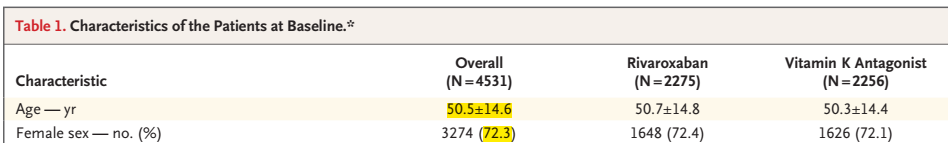 Table 1. Characteristics of the Patients at Baseline.*
Characteristic Overall (N=4531) Rivaroxaban (N=2275) Vitamin K Antagonist (N=2256)
Age — yr 50.5±14.6 50.7±14.8 50.3±14.4
Female sex — no. (%) 3274 (72.3) 1648 (72.4) 1626 (72.1)